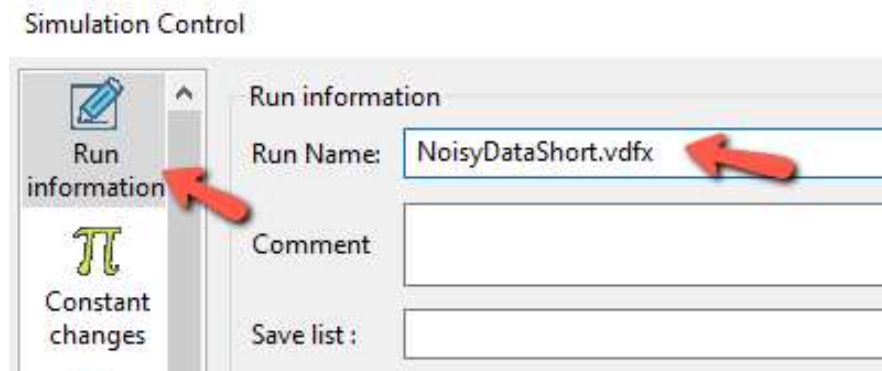 Simulation Control
Run
information
Constant
changes
Run information
Run Name:
NoisyDataShort.vdfx
Comment
Save list :